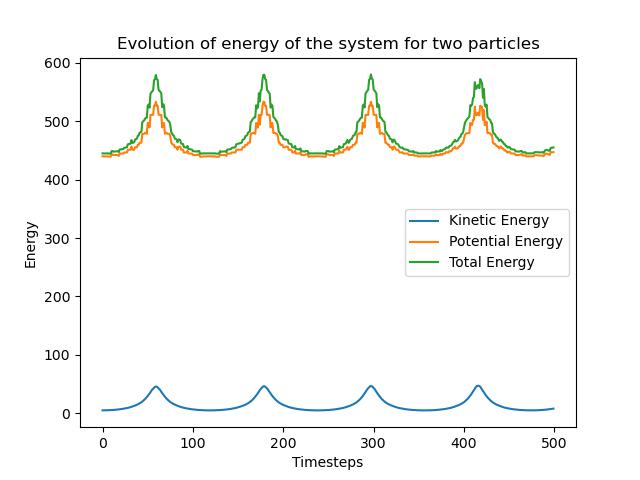 Evolution of energy of the system for two particles
600
500
400
300
200
100
0
Energy
Kinetic Energy
Potential Energy
Total Energy
0 100 200 300 400 500
Timesteps